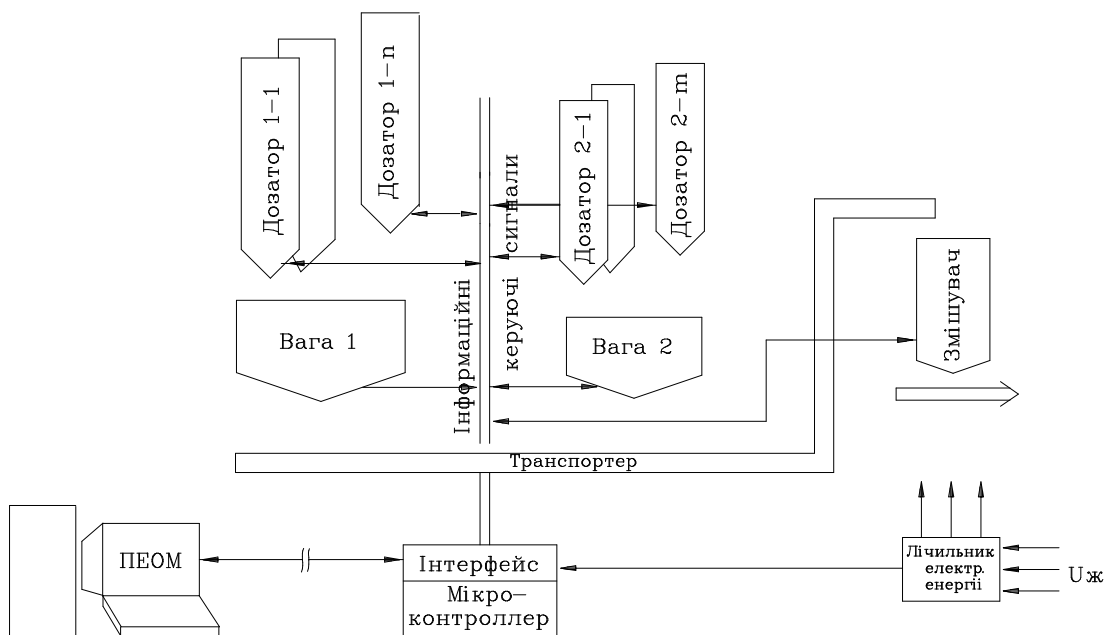 Дозатор 1-1
Дозатор 1-n
Дозатор 2-1
Дозатор 2-m
Інформаційні
керуючі сигнали
Вага 1
Вага 2
Змішувач
Транспортер
ПЕОМ
Інтерфейс
Мікро-
контроллер
Лічильник
електр.
енергії
Uж